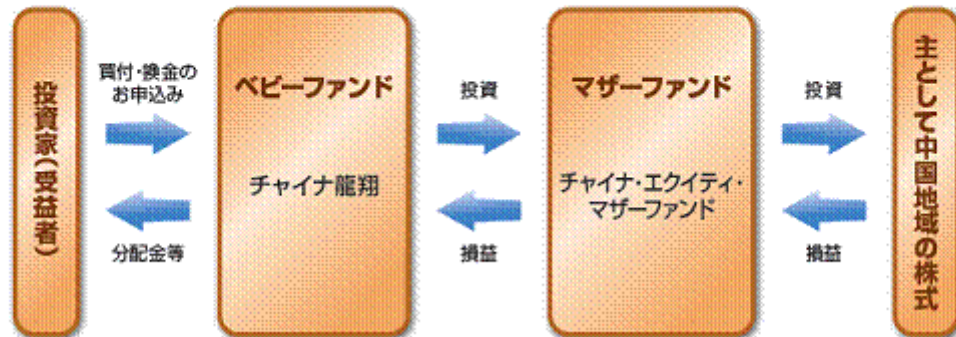 投資家(受益者)
買付・換金の
お申込み
分配金等
ベビーファンド
チャイナ龍翔
投資
損益
マザーファンド
チャイナ・エクイティ・
マザーファンド
投資
損益
主として中国地域の株式